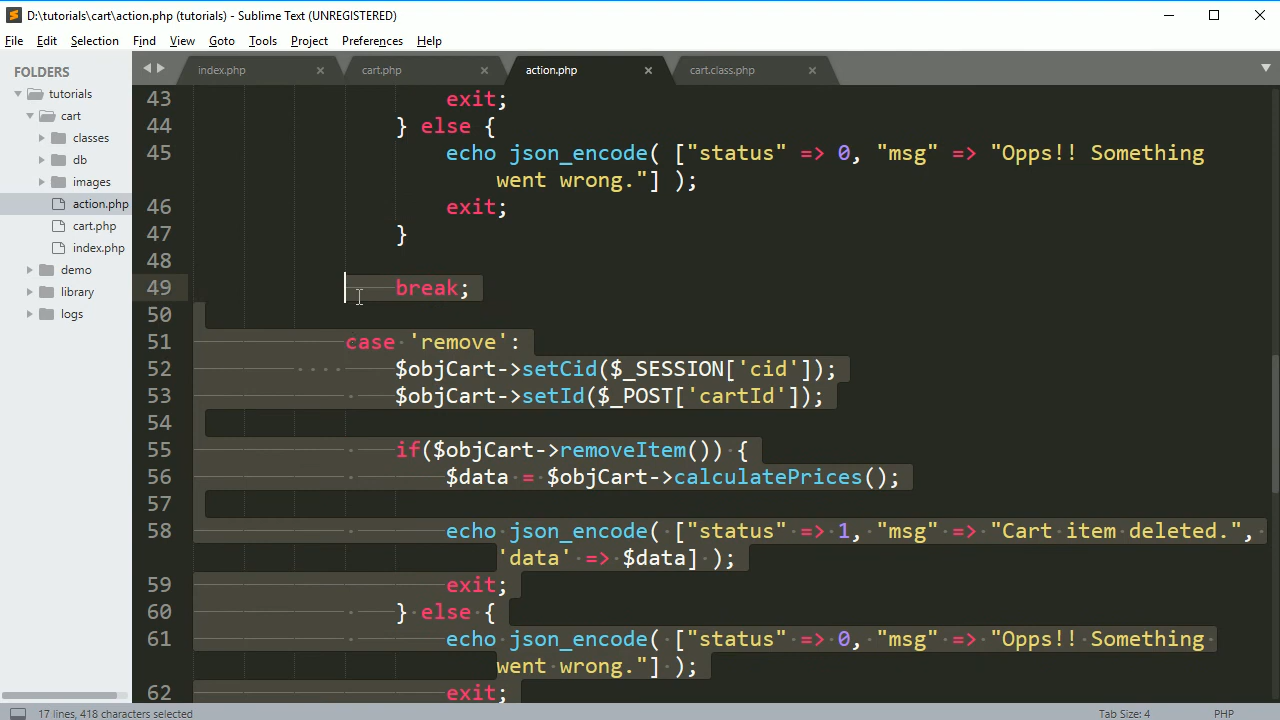 D:\tutorials\cart\action.php (tutorials) - Sublime Text (UNREGISTERED)
File Edit Selection Find View Goto Tools Project Preferences Help
FOLDERS
tutorials
cart
classes
db
images
action.php
cart.php
index.php
demo
library
logs
index.php cart.php action.php cart.class.php
43 exit;
44 } else {
45 echo json_encode( ["status" => 0, "msg" => "Opps!! Something
went wrong."] );
46 exit;
47 }
48
49 break;
50
51 case 'remove':
52 $objCart->setCid($_SESSION['cid']);
53 $objCart->setId($_POST['cartId']);
54
55 if($objCart->removeItem()) {
56 $data = $objCart->calculatePrices();
57
58 echo json_encode( ["status" => 1, "msg" => "Cart item deleted.",
'data' => $data] );
59 exit;
60 } else {
61 echo json_encode( ["status" => 0, "msg" => "Opps!! Something
went wrong."] );
62 exit;
17 lines, 418 characters selected
Tab Size: 4
PHP